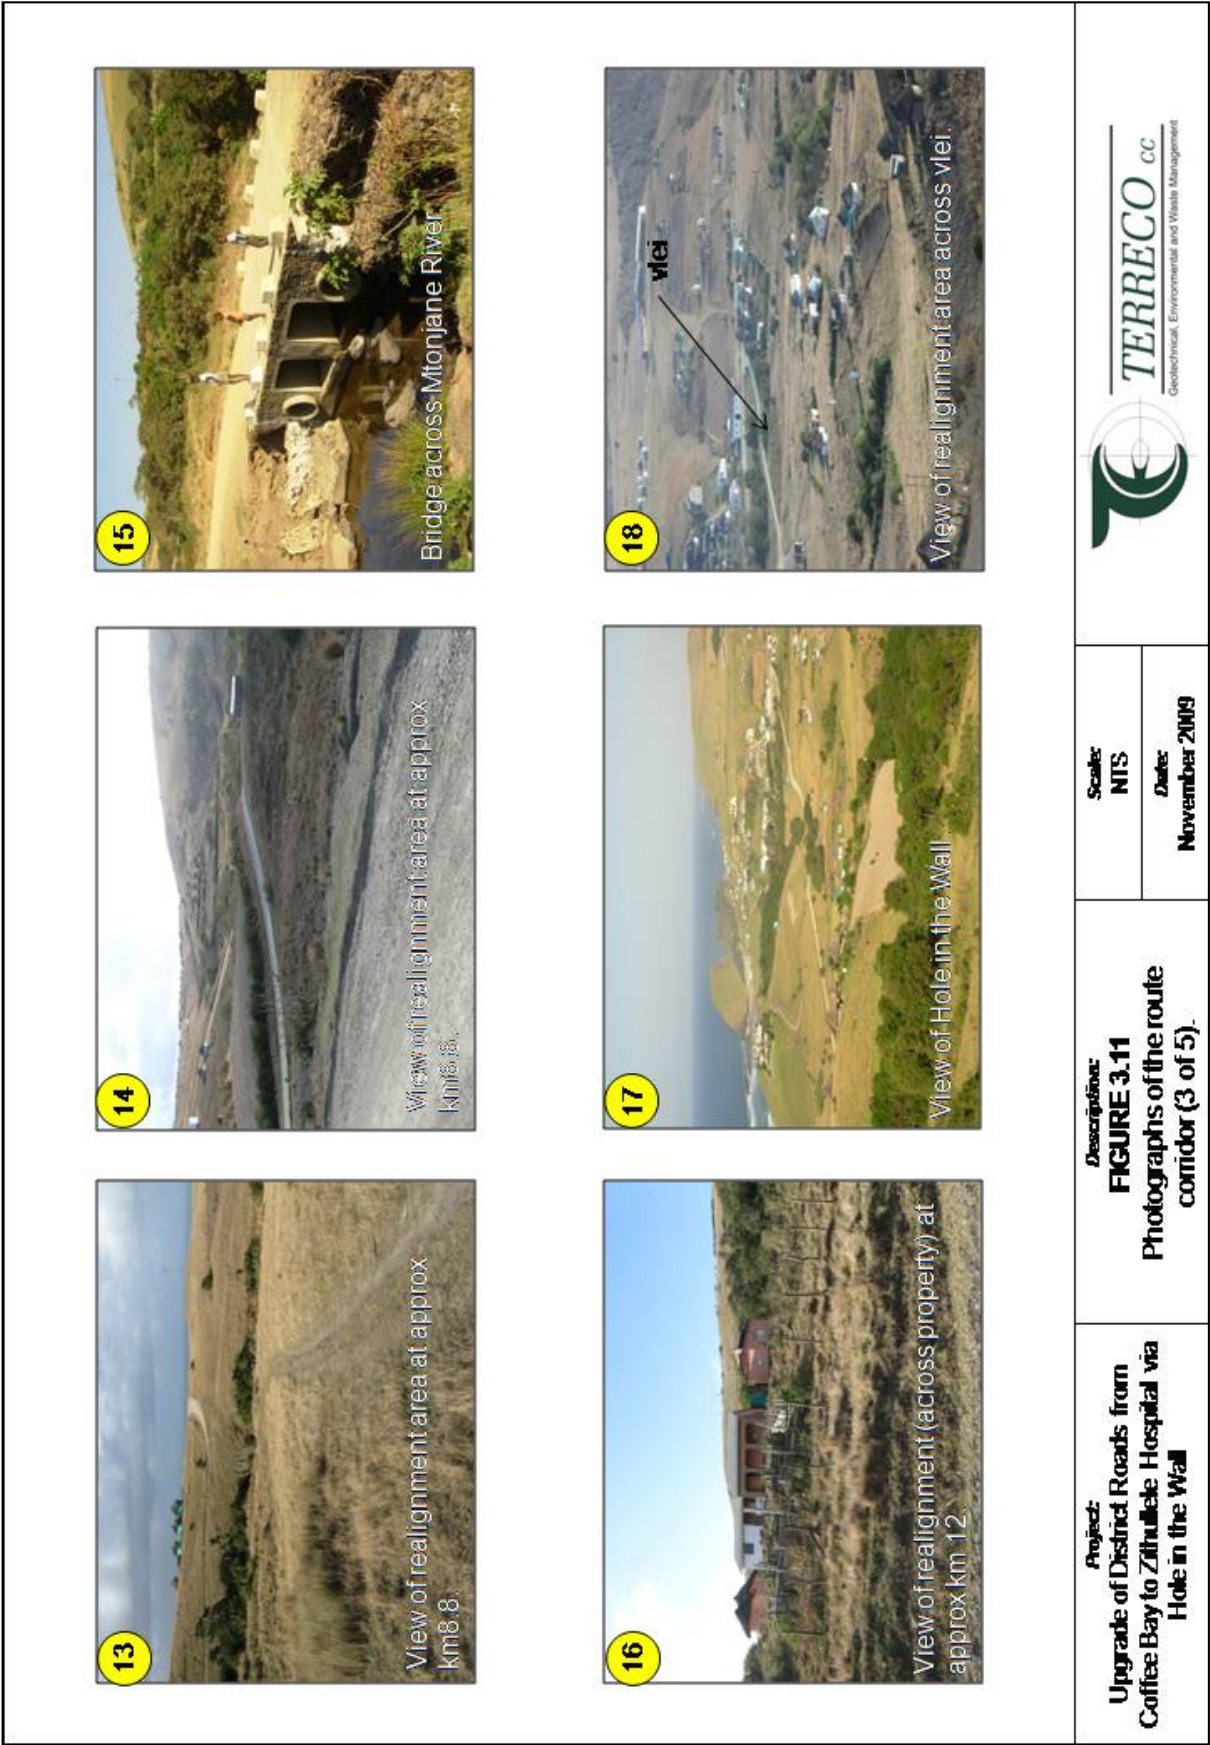 13
View of realignment area at approx
km8.8.
14
View of realignment area at approx
km8.8.
15
Bridge across Mtonjane River.
16
View of realignment (across property) at
approx km 12.
17
View of Hole in the Wall.
18
vlei
View of realignment area across vlei.
Project:
Upgrade of District Roads from
Coffee Bay to Zithulele Hospital via
Hole in the Wall
Description:
FIGURE 3.11
Photographs of the route
corridor (3 of 5).
Scale:
NTS
Date:
November 2009
TERRECO cc
Geotechnical, Environmental and Waste Management